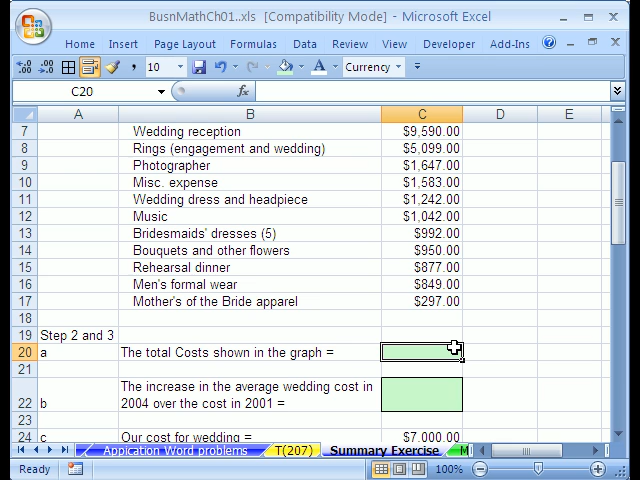 BusnMathCh01..xls [Compatibility Mode] - Microsoft Excel
Home Insert Page Layout Formulas Data Review View Developer Add-Ins
10 Currency
C20 fx
A B C D E
7 Wedding reception $9,590.00
8 Rings (engagement and wedding) $5,099.00
9 Photographer $1,647.00
10 Misc. expense $1,583.00
11 Wedding dress and headpiece $1,242.00
12 Music $1,042.00
13 Bridesmaids' dresses (5) $992.00
14 Bouquets and other flowers $950.00
15 Rehearsal dinner $877.00
16 Men's formal wear $849.00
17 Mother's of the Bride apparel $297.00
18
19 Step 2 and 3
20 a The total Costs shown in the graph =
21
The increase in the average wedding cost in
22 b 2004 over the cost in 2001 =
23
24 c Our cost for wedding = $7,000.00
Appication Word problems T(207) Summary Exercise M
Ready 100%